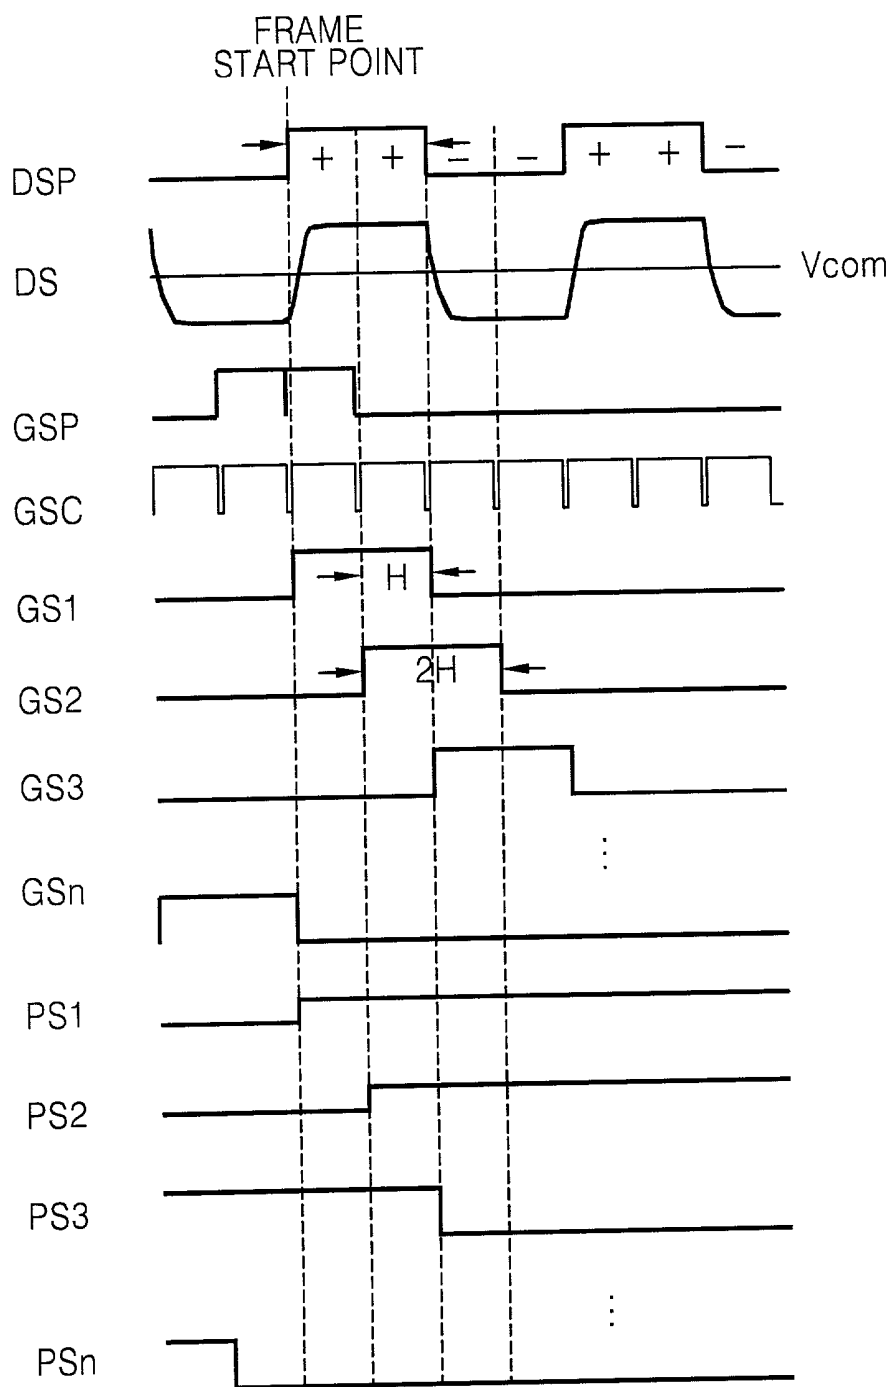 FRAME
START POINT
DSP
+ + - - + + -
DS
Vcom
GSP
GSC
H
GS1
2H
GS2
GS3
⋮
GSn
PS1
PS2
PS3
⋮
PSn